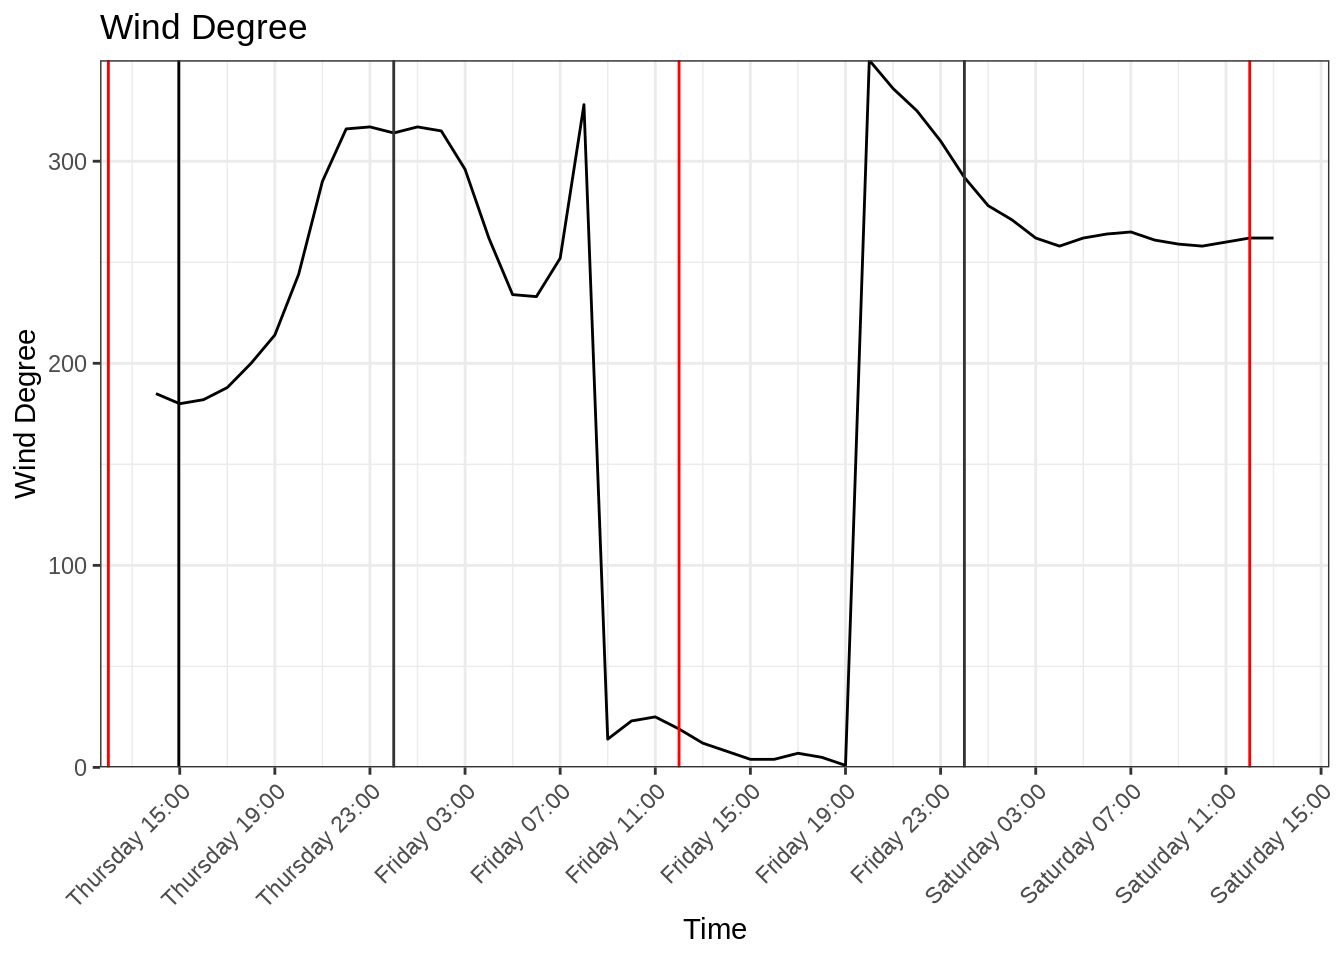 Wind Degree
Wind Degree
300
200
100
0
Thursday 15:00
Thursday 19:00
Thursday 23:00
Friday 03:00
Friday 07:00
Friday 11:00
Friday 15:00
Friday 19:00
Friday 23:00
Saturday 03:00
Saturday 07:00
Saturday 11:00
Saturday 15:00
Time